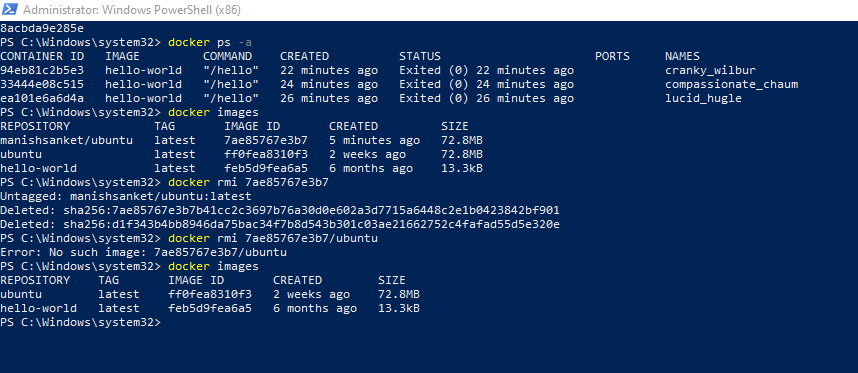 Administrator: Windows PowerShell (x86)
8acbda9e285e
PS C:\Windows\system32> docker ps -a
CONTAINER ID   IMAGE         COMMAND    CREATED          STATUS                      PORTS     NAMES
94eb81c2b5e3   hello-world   "/hello"   22 minutes ago   Exited (0) 22 minutes ago             cranky_wilbur
33444e08c515   hello-world   "/hello"   24 minutes ago   Exited (0) 24 minutes ago             compassionate_chaum
ea101e6a6d4a   hello-world   "/hello"   26 minutes ago   Exited (0) 26 minutes ago             lucid_hugle
PS C:\Windows\system32> docker images
REPOSITORY            TAG       IMAGE ID       CREATED         SIZE
manishsanket/ubuntu   latest    7ae85767e3b7   5 minutes ago   72.8MB
ubuntu                latest    ff0fea8310f3   2 weeks ago     72.8MB
hello-world           latest    feb5d9fea6a5   6 months ago    13.3kB
PS C:\Windows\system32> docker rmi 7ae85767e3b7
Untagged: manishsanket/ubuntu:latest
Deleted: sha256:7ae85767e3b7b41cc2c3697b76a30d0e602a3d7715a6448c2e1b0423842bf901
Deleted: sha256:d1f343b4bb8946da75bac34f7b8d543b301c03ae21662752c4fafad55d5e320e
PS C:\Windows\system32> docker rmi 7ae85767e3b7/ubuntu
Error: No such image: 7ae85767e3b7/ubuntu
PS C:\Windows\system32> docker images
REPOSITORY    TAG       IMAGE ID       CREATED        SIZE
ubuntu        latest    ff0fea8310f3   2 weeks ago    72.8MB
hello-world   latest    feb5d9fea6a5   6 months ago   13.3kB
PS C:\Windows\system32>